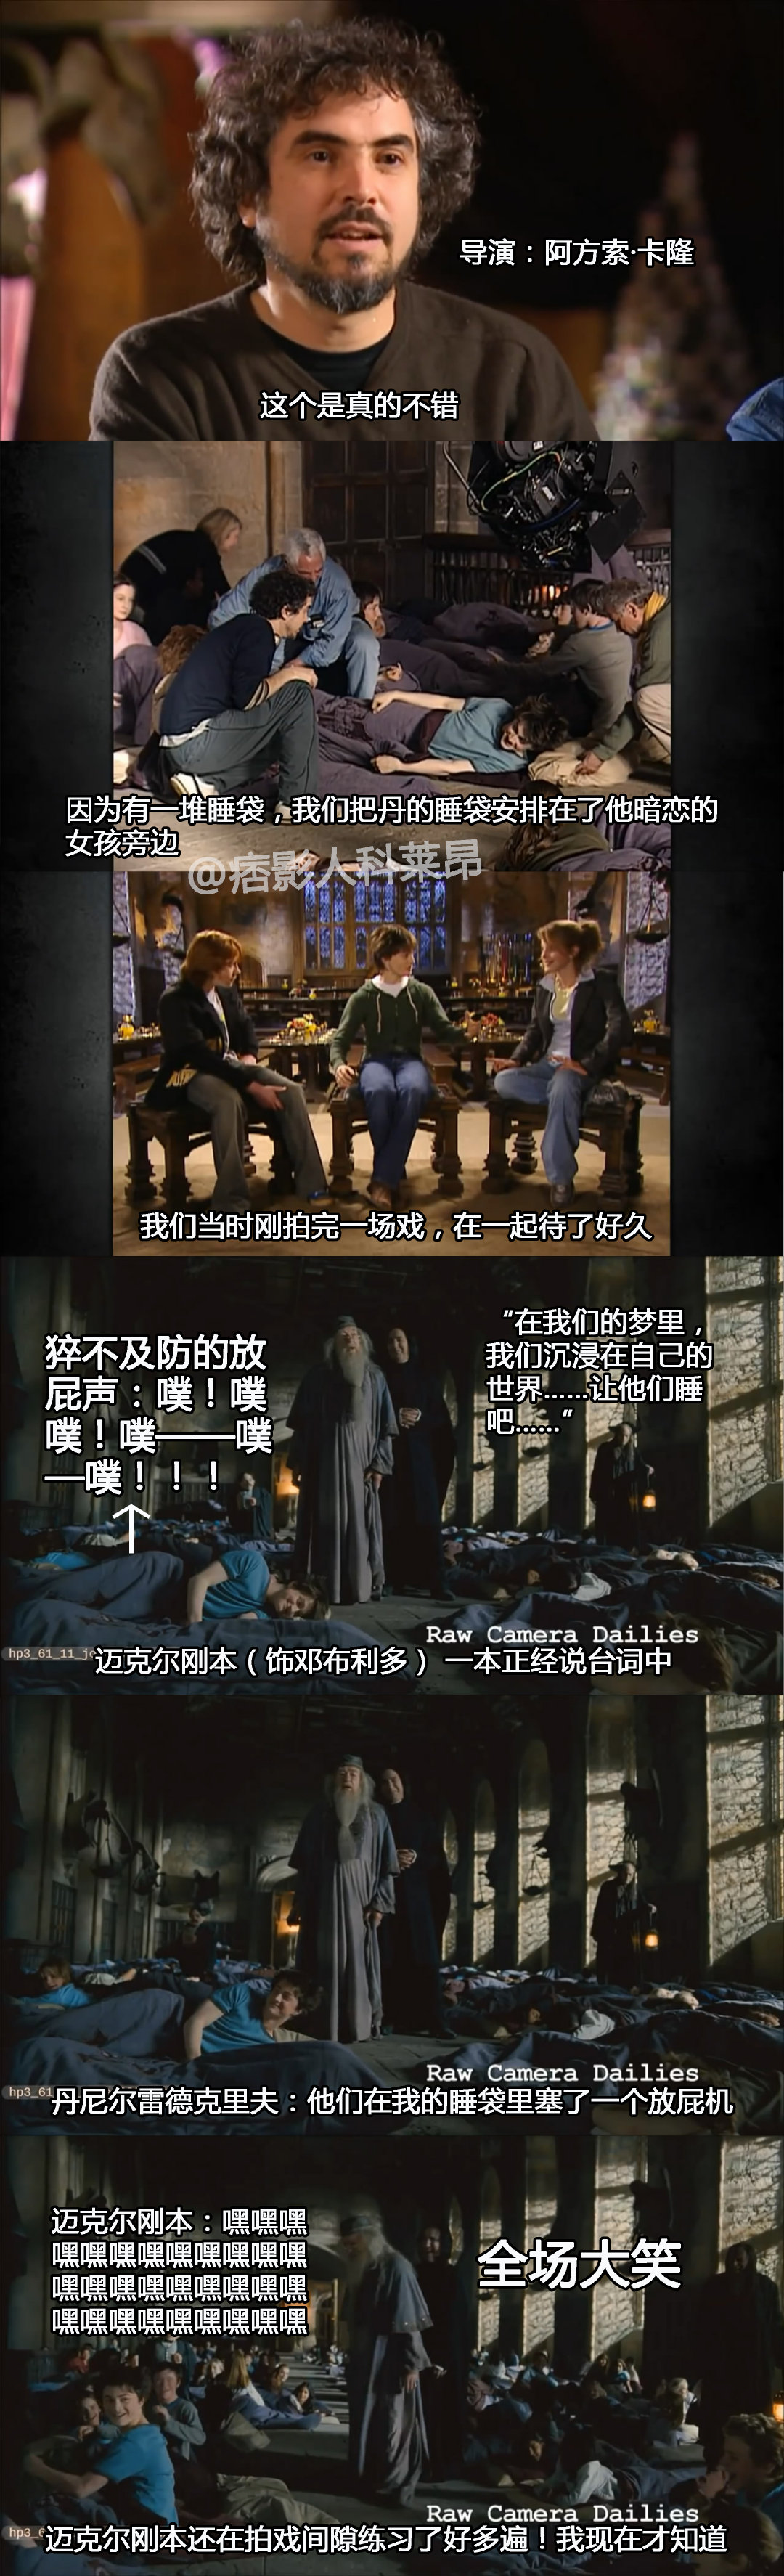 导演：阿方索·卡隆
这个是真的不错
因为有一堆睡袋，我们把丹的睡袋安排在了他暗恋的
女孩旁边
@痞影人科莱昂
我们当时刚拍完一场戏，在一起待了好久
猝不及防的放
屁声：噗！噗
噗！噗——噗
—噗！！！
“在我们的梦里，
我们沉浸在自己的
世界……让他们睡
吧……”
Raw Camera Dailies
hp3_61_11_jo
迈克尔刚本（饰邓布利多） 一本正经说台词中
Raw Camera Dailies
hp3_61
丹尼尔雷德克里夫：他们在我的睡袋里塞了一个放屁机
迈克尔刚本：嘿嘿嘿
嘿嘿嘿嘿嘿嘿嘿嘿嘿
嘿嘿嘿嘿嘿嘿嘿嘿嘿
嘿嘿嘿嘿嘿嘿嘿嘿嘿
全场大笑
Raw Camera Dailies
hp3_6
迈克尔刚本还在拍戏间隙练习了好多遍！我现在才知道